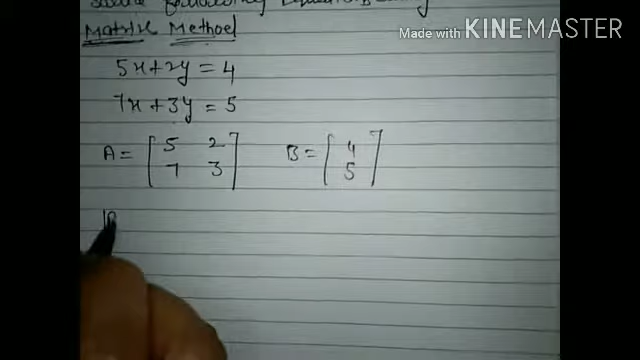 Made with KINEMASTER
Matrix Method
5x+2y = 4
7x+3y = 5
A = [5 2
7 3] B = [4
5]